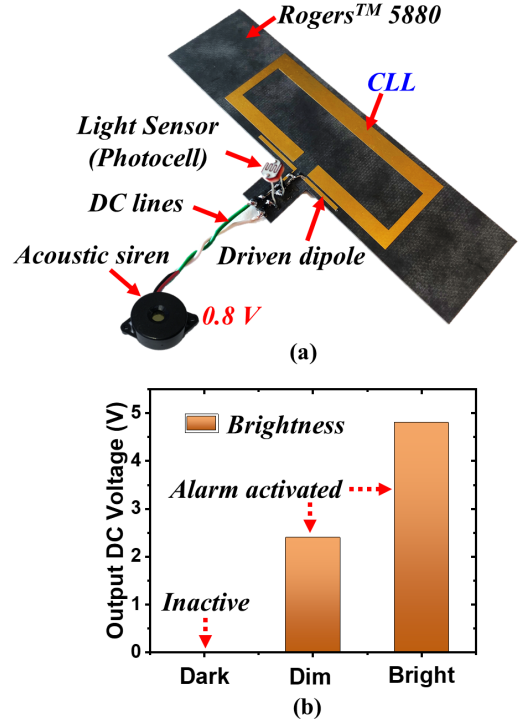 Rogers™ 5880
CLL
Light Sensor
(Photocell)
DC lines
Driven dipole
Acoustic siren
0.8 V
(a)
Output DC Voltage (V)
5
4
3
2
1
0
Brightness
Alarm activated
Inactive
Dark Dim Bright
(b)